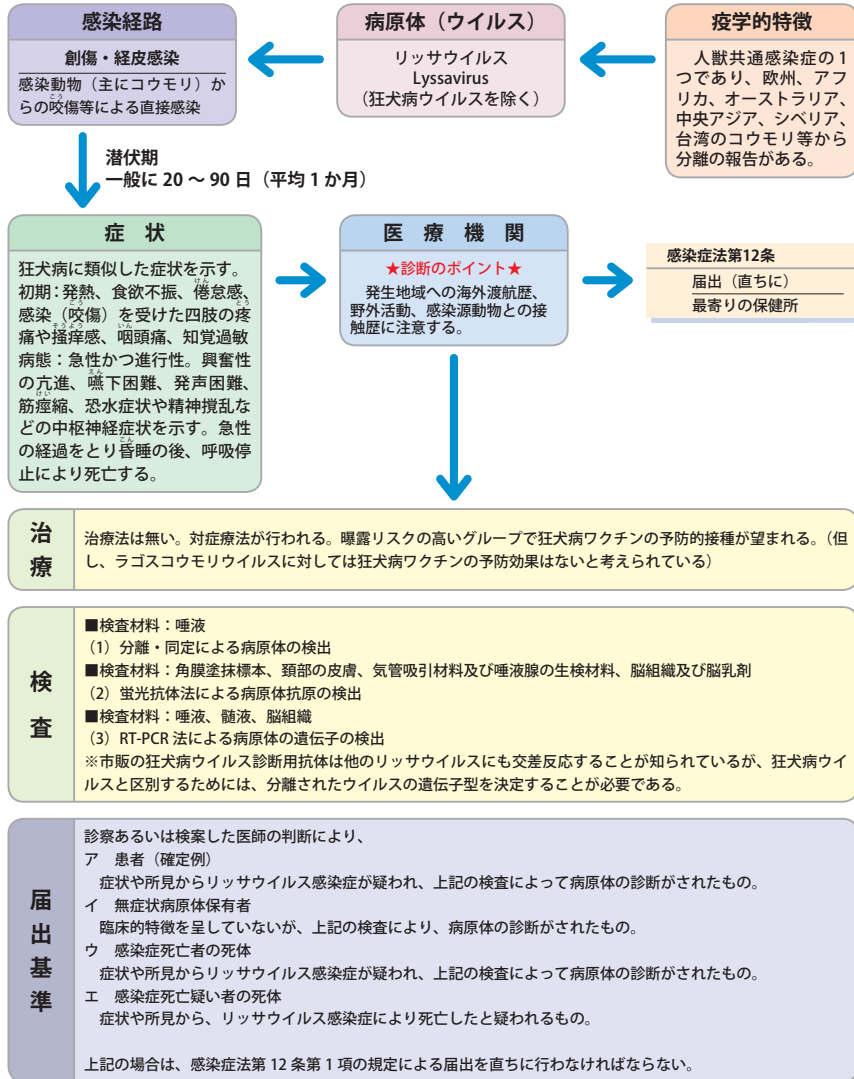 感染経路
創傷・経皮感染
感染動物（主にコウモリ）か
らの咬傷等による直接感染
こう
病原体（ウイルス）
リッサウイルス
Lyssavirus
（狂犬病ウイルスを除く）
疫学的特徴
人獣共通感染症の1
つであり、欧州、アフ
リカ、オーストラリア、
中央アジア、シベリア、
台湾のコウモリ等から
分離の報告がある。
潜伏期
一般に 20 ～ 90 日（平均 1 か月）
症 状
狂犬病に類似した症状を示す。
初期：発熱、食欲不振、倦怠感、
けん
感染（咬傷）を受けた四肢の疼
こう とう
痛や搔痒感、咽頭痛、知覚過敏
そうよう いん
病態：急性かつ進行性。興奮性
の亢進、嚥下困難、発声困難、
えん
筋痙縮、恐水症状や精神撹乱な
けい
どの中枢神経症状を示す。急性
の経過をとり昏睡の後、呼吸停
こん
止により死亡する。
医 療 機 関
★診断のポイント★
発生地域への海外渡航歴、
野外活動、感染源動物との接
触歴に注意する。
感染症法第12条
届出（直ちに）
最寄りの保健所
治療
治療法は無い。対症療法が行われる。曝露リスクの高いグループで狂犬病ワクチンの予防的接種が望まれる。（但
し、ラゴスコウモリウイルスに対しては狂犬病ワクチンの予防効果はないと考えられている）
検査
■検査材料：唾液
（1）分離・同定による病原体の検出
■検査材料：角膜塗抹標本、頚部の皮膚、気管吸引材料及び唾液腺の生検材料、脳組織及び脳乳剤
（2）蛍光抗体法による病原体抗原の検出
■検査材料：唾液、髄液、脳組織
（3）RT-PCR 法による病原体の遺伝子の検出
※市販の狂犬病ウイルス診断用抗体は他のリッサウイルスにも交差反応することが知られているが、狂犬病ウイ
ルスと区別するためには、分離されたウイルスの遺伝子型を決定することが必要である。
届出基準
診察あるいは検案した医師の判断により、
ア　患者（確定例）
症状や所見からリッサウイルス感染症が疑われ、上記の検査によって病原体の診断がされたもの。
イ　無症状病原体保有者
臨床的特徴を呈していないが、上記の検査により、病原体の診断がされたもの。
ウ　感染症死亡者の死体
症状や所見からリッサウイルス感染症が疑われ、上記の検査によって病原体の診断がされたもの。
エ　感染症死亡疑い者の死体
症状や所見から、リッサウイルス感染症により死亡したと疑われるもの。
上記の場合は、感染症法第 12 条第 1 項の規定による届出を直ちに行わなければならない。